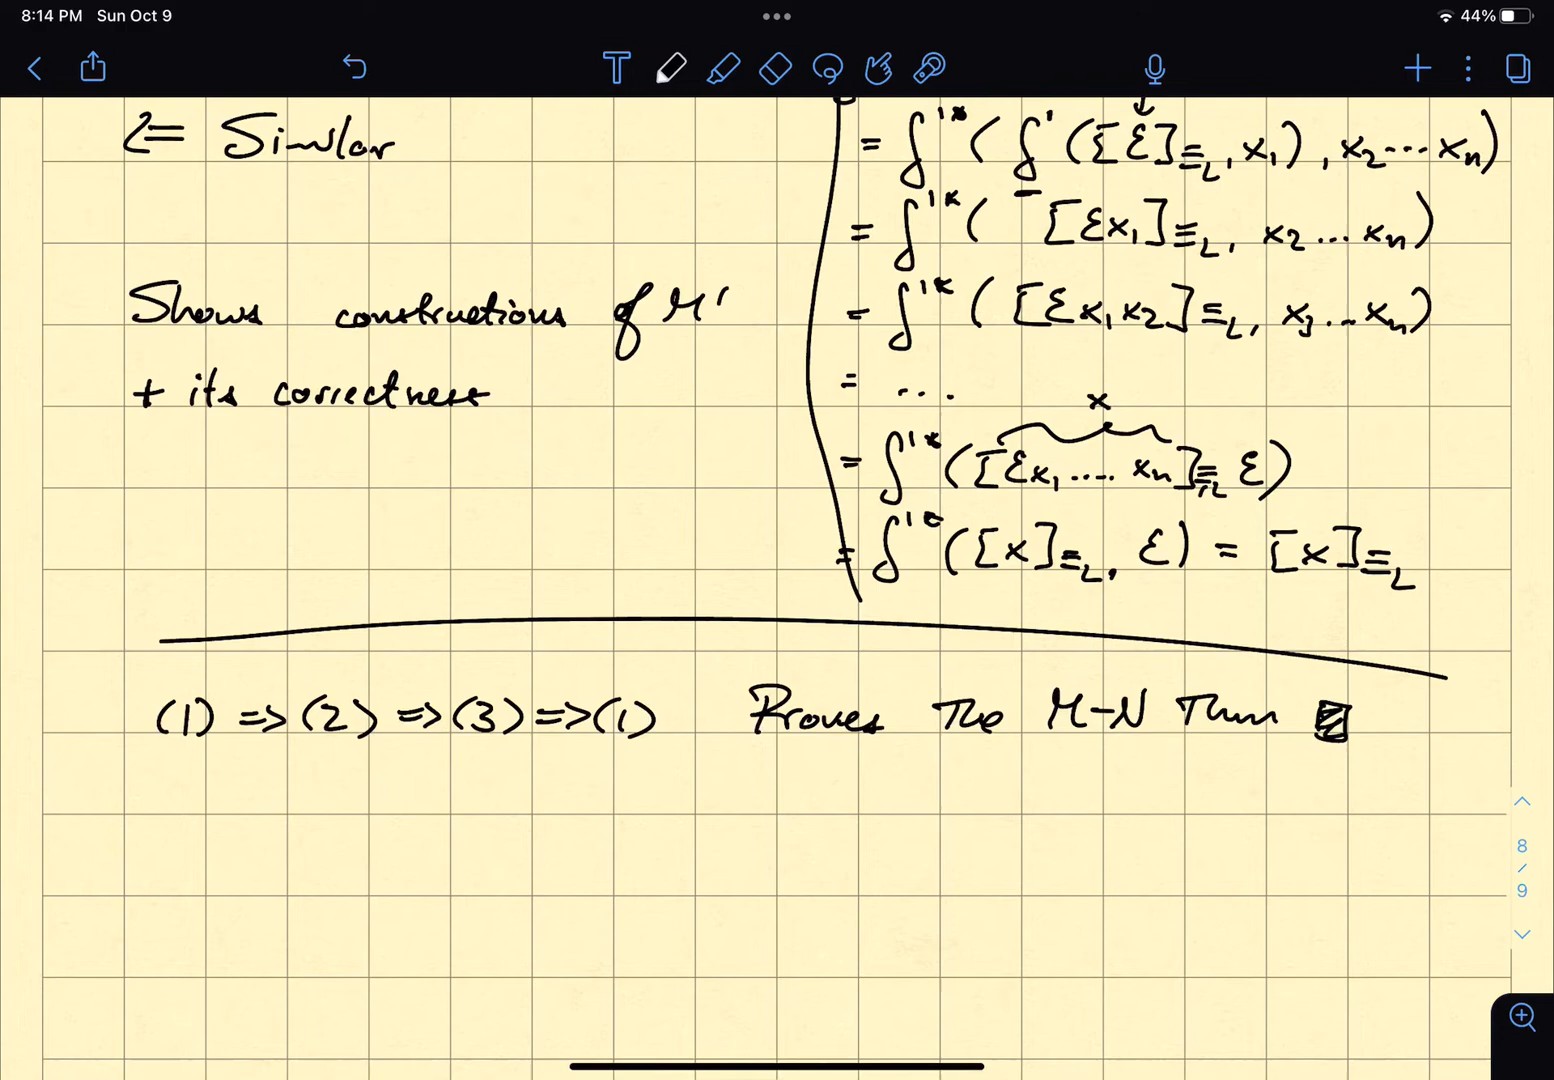 8:14 PM Sun Oct 9
44%
T
<= Similar
Shows constructions of M'
+ its correctness
= δ'* ( δ' ([ε]≡L, x1), x2 ... xn)
= δ'* ( [εx1]≡L, x2 ... xn)
= δ'* ( [εx1x2]≡L, x3 ... xn)
= ...
x
= δ'* ([εx1 .... xn]≡L ε)
= δ'* ([x]≡L, ε) = [x]≡L
(1) => (2) => (3) => (1) Proves The M-N Thm
8
/
9